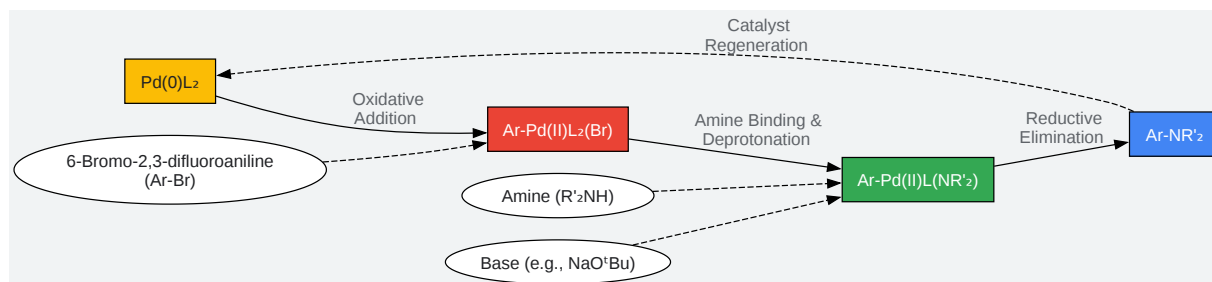 Catalyst
Regeneration
Pd(0)L₂
Oxidative
Addition
Ar-Pd(II)L₂(Br)
Amine Binding &
Deprotonation
Reductive
Elimination
Ar-NR'₂
6-Bromo-2,3-difluoroaniline
(Ar-Br)
Ar-Pd(II)L(NR'₂)
Amine (R'₂NH)
Base (e.g., NaOᵗBu)